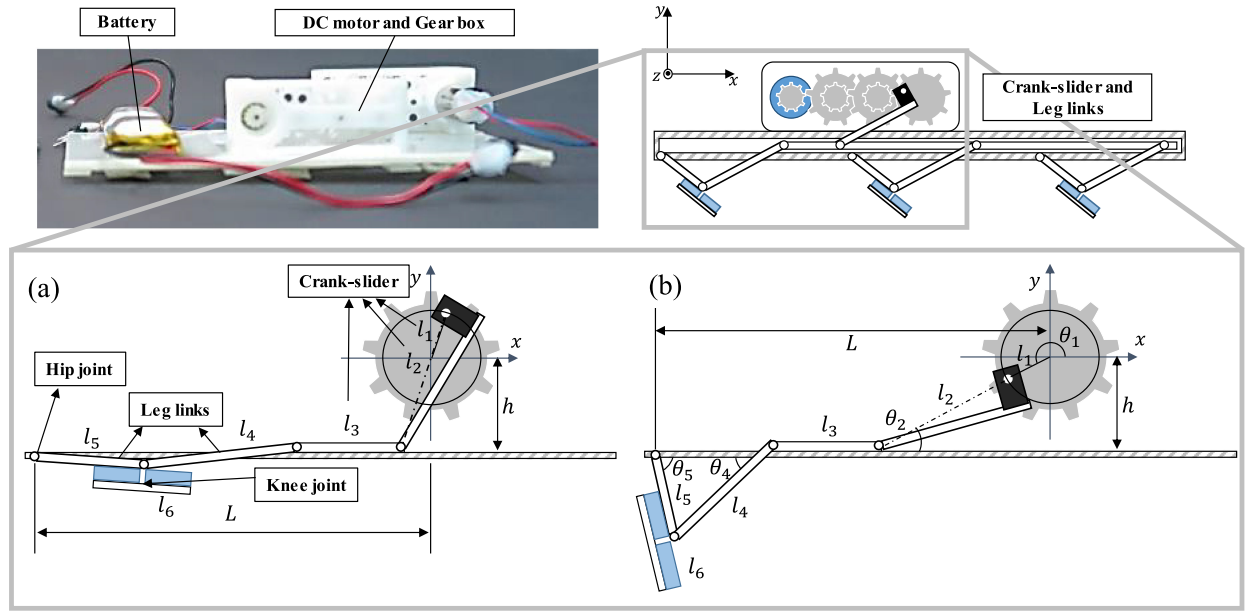 Battery
DC motor and Gear box
y
z
x
Crank-slider and
Leg links
(a)
Crank-slider
y
l₁
l₂
x
Hip joint
Leg links
l₅
l₄
l₃
h
Knee joint
l₆
L
(b)
y
L
x
θ₁
l₁
l₂
h
l₃
θ₂
θ₅
θ₄
l₅
l₄
l₆